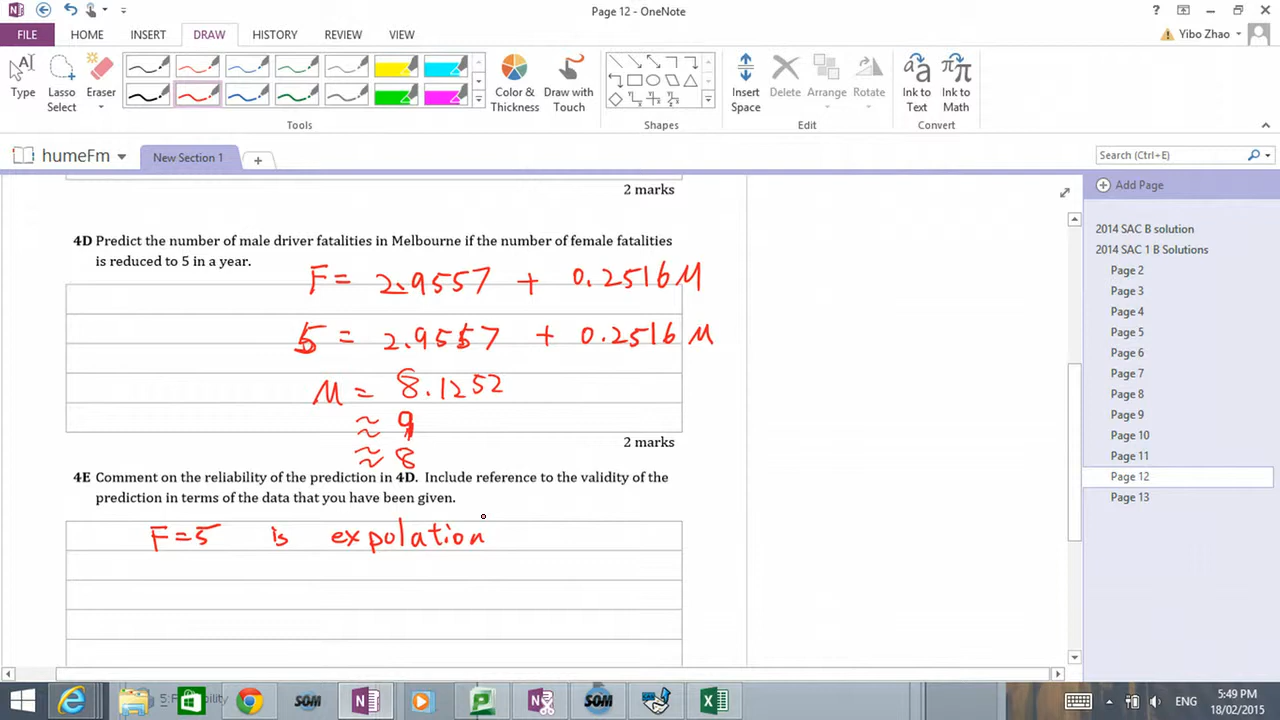 Page 12 - OneNote
Yibo Zhao
FILE HOME INSERT DRAW HISTORY REVIEW VIEW
Type
Lasso Select
Eraser
Color & Thickness
Draw with Touch
Insert Space
Delete
Arrange
Rotate
Ink to Text
Ink to Math
Tools
Shapes
Edit
Convert
humeFm
New Section 1
Search (Ctrl+E)
Add Page
2014 SAC B solution
2014 SAC 1 B Solutions
Page 2
Page 3
Page 4
Page 5
Page 6
Page 7
Page 8
Page 9
Page 10
Page 11
Page 12
Page 13
2 marks
4D Predict the number of male driver fatalities in Melbourne if the number of female fatalities
is reduced to 5 in a year.
F = 2.9557 + 0.2516 M
5 = 2.9557 + 0.2516 M
M = 8.1252
≈ 9
≈ 8
2 marks
4E Comment on the reliability of the prediction in 4D. Include reference to the validity of the
prediction in terms of the data that you have been given.
F=5 is expolation
SOM
ENG
5:49 PM
18/02/2015